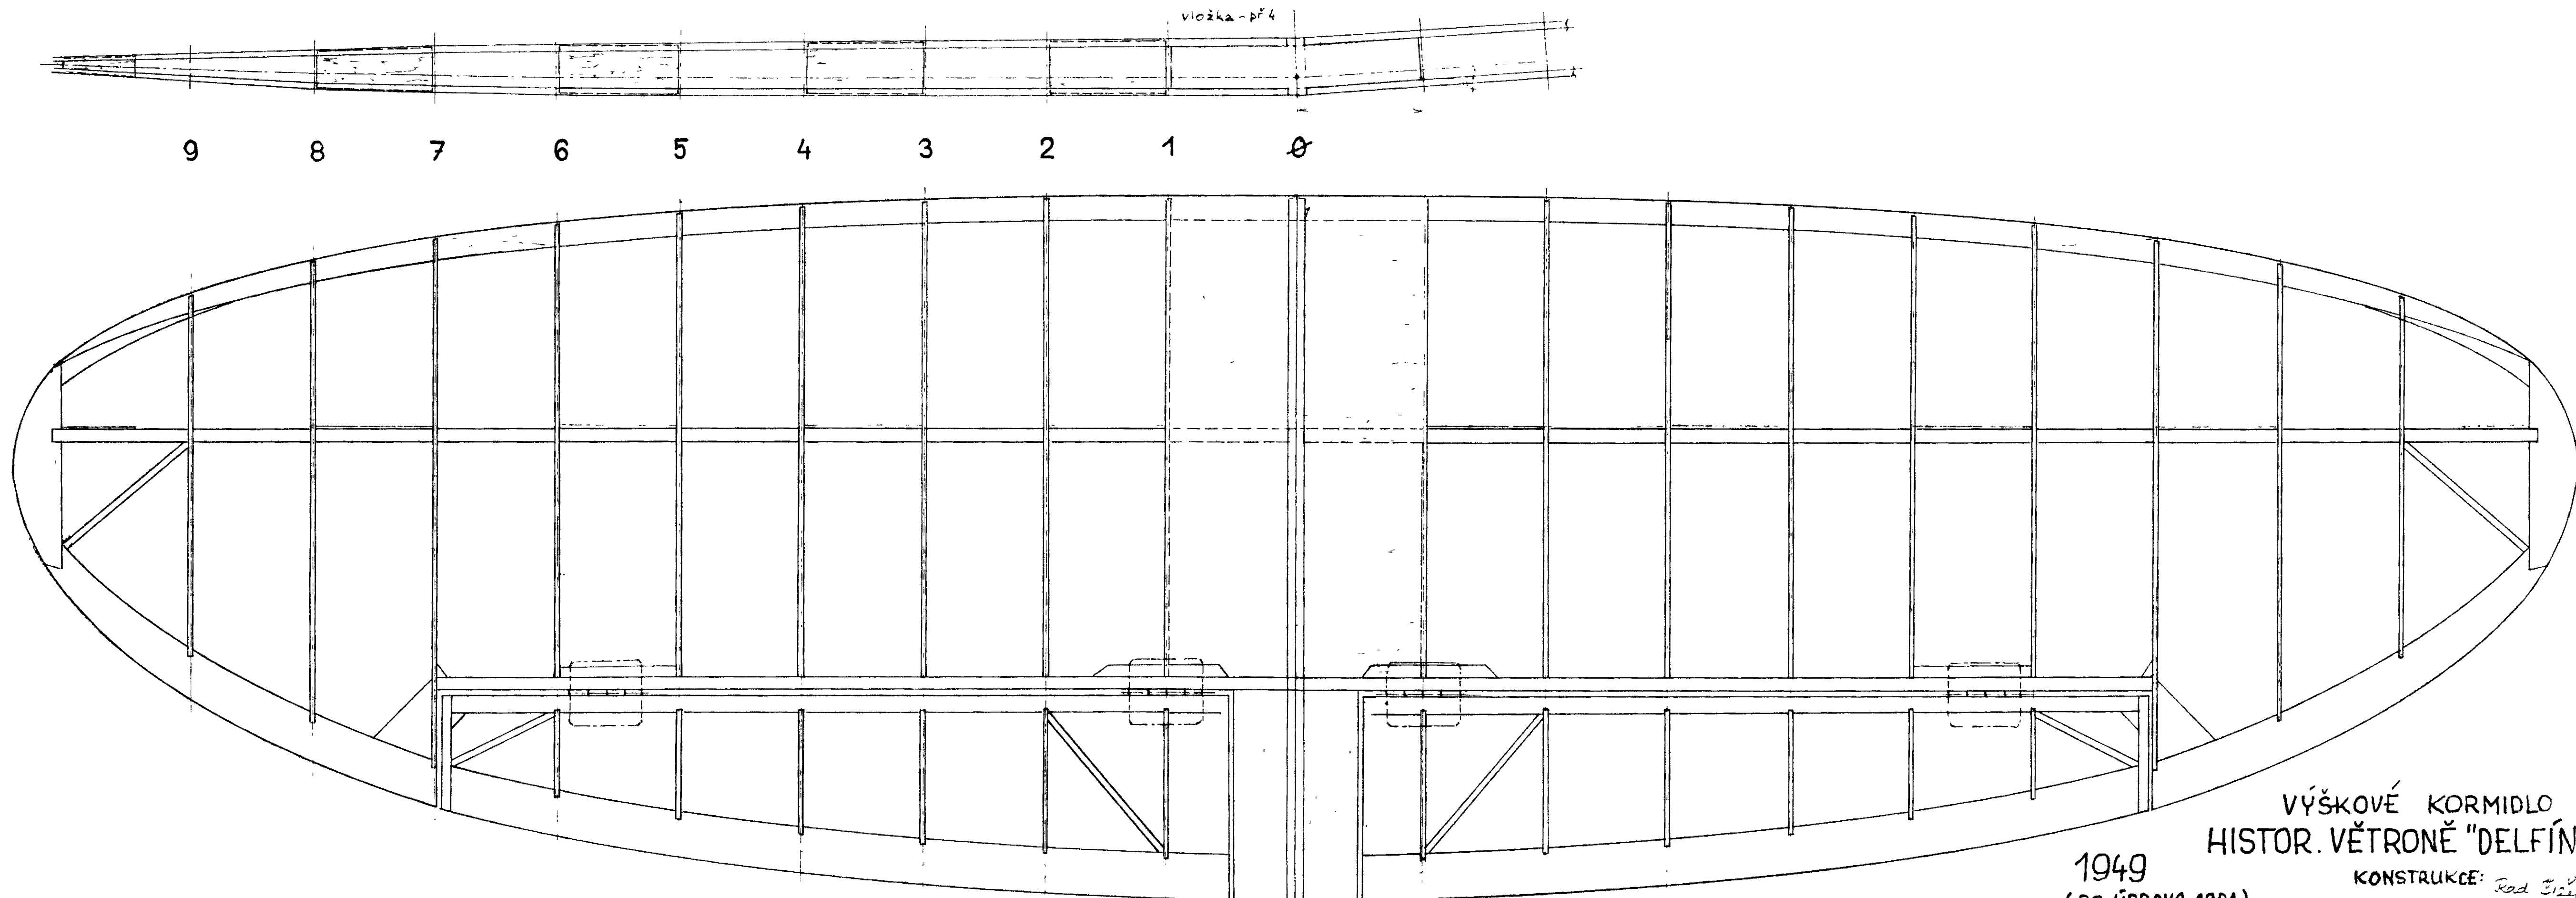 vložka - př 4
9 8 7 6 5 4 3 2 1 0
VÝŠKOVÉ KORMIDLO
HISTOR. VĚTRONĚ "DELFÍN
1949
KONSTRUKCE: Rad